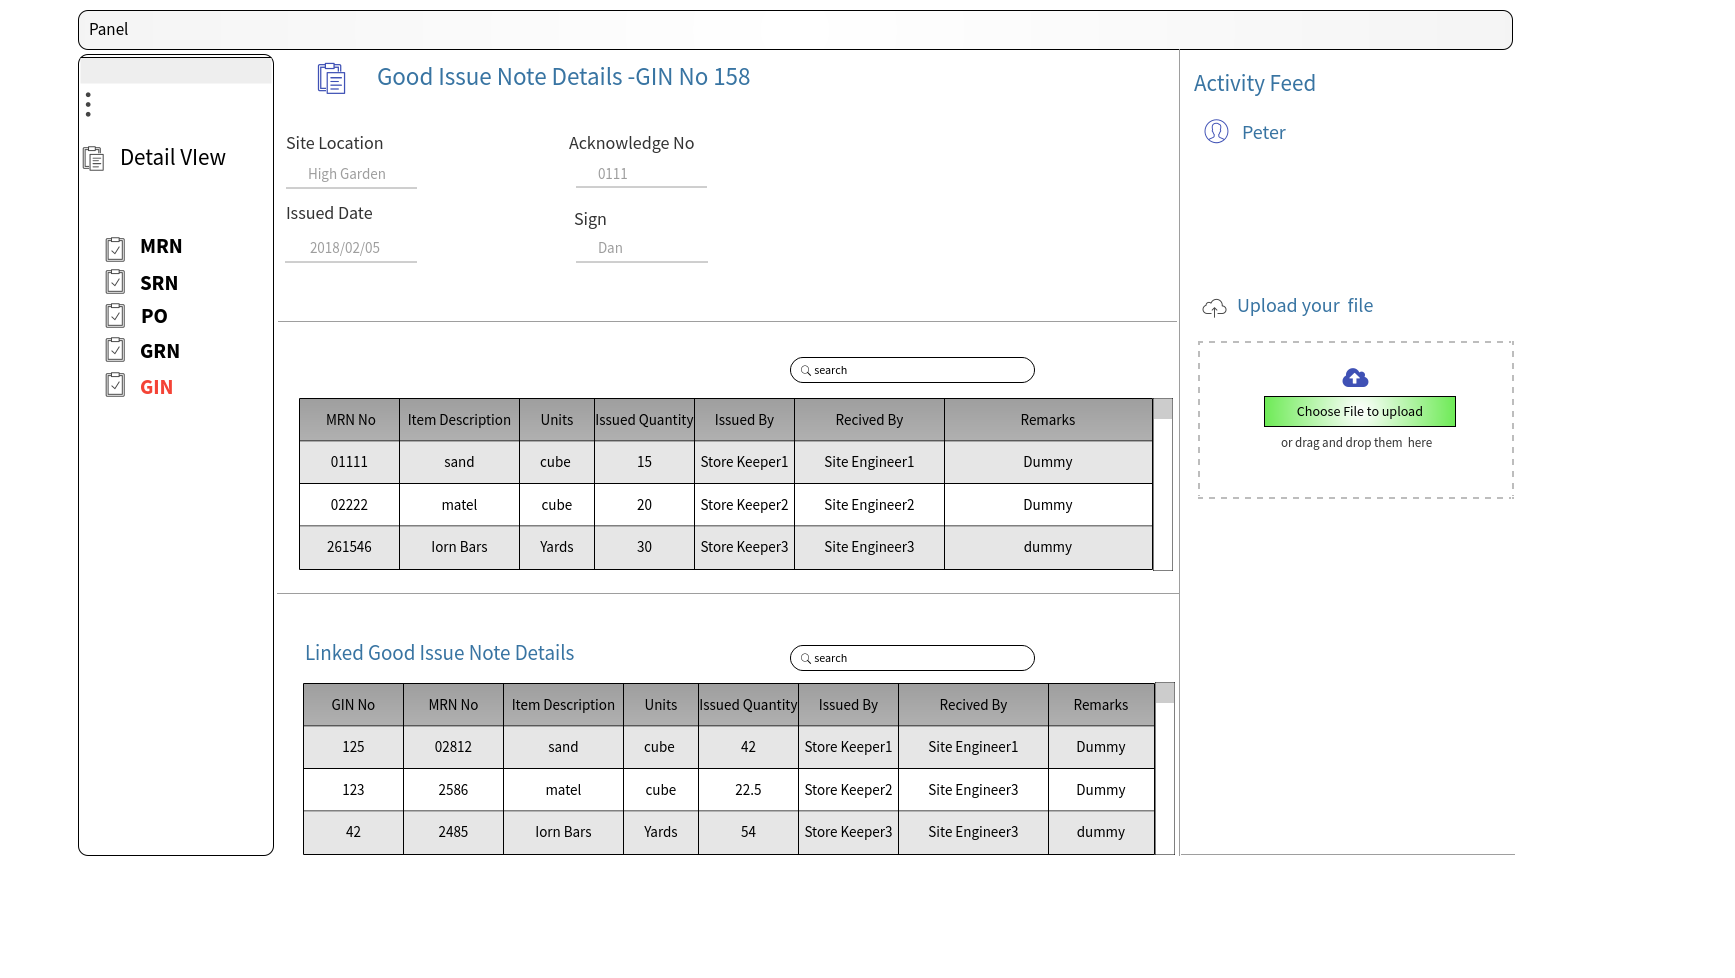 Panel
Detail VIew
MRN
SRN
PO
GRN
GIN
Good Issue Note Details -GIN No 158
Site Location
Acknowledge No
High Garden
0111
Issued Date
Sign
2018/02/05
Dan
search
MRN No Item Description Units Issued Quantity Issued By Recived By Remarks
01111 sand cube 15 Store Keeper1 Site Engineer1 Dummy
02222 matel cube 20 Store Keeper2 Site Engineer2 Dummy
261546 Iorn Bars Yards 30 Store Keeper3 Site Engineer3 dummy
Linked Good Issue Note Details
search
GIN No MRN No Item Description Units Issued Quantity Issued By Recived By Remarks
125 02812 sand cube 42 Store Keeper1 Site Engineer1 Dummy
123 2586 matel cube 22.5 Store Keeper2 Site Engineer3 Dummy
42 2485 Iorn Bars Yards 54 Store Keeper3 Site Engineer3 dummy
Activity Feed
Peter
Upload your file
Choose File to upload
or drag and drop them here